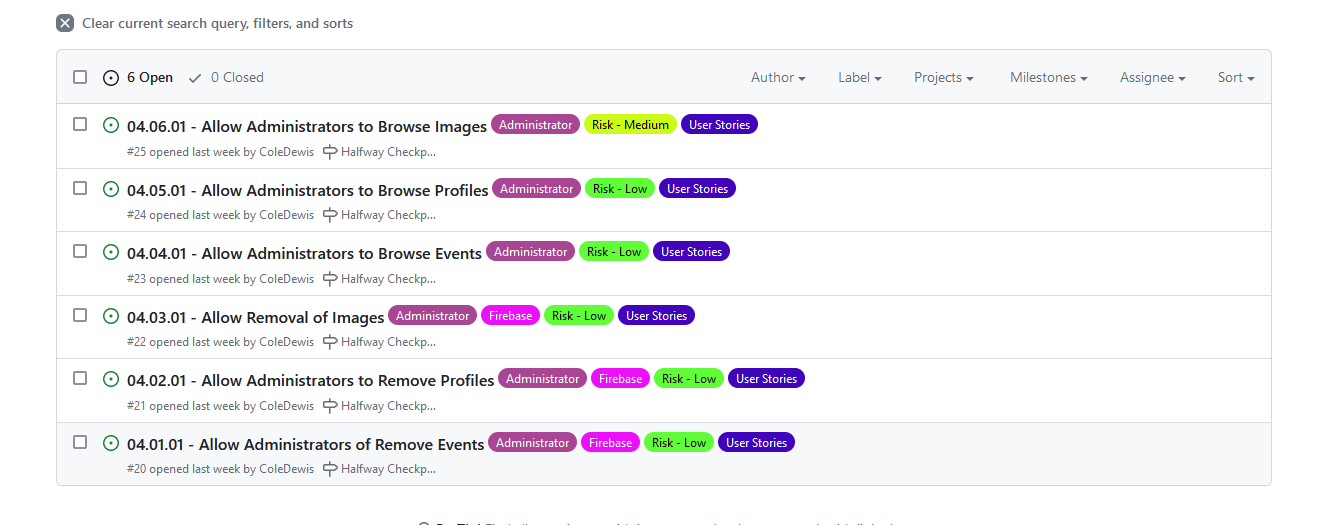 Clear current search query, filters, and sorts
6 Open 0 Closed Author Label Projects Milestones Assignee Sort
04.06.01 - Allow Administrators to Browse Images Administrator Risk - Medium User Stories
#25 opened last week by ColeDewis Halfway Checkp...
04.05.01 - Allow Administrators to Browse Profiles Administrator Risk - Low User Stories
#24 opened last week by ColeDewis Halfway Checkp...
04.04.01 - Allow Administrators to Browse Events Administrator Risk - Low User Stories
#23 opened last week by ColeDewis Halfway Checkp...
04.03.01 - Allow Removal of Images Administrator Firebase Risk - Low User Stories
#22 opened last week by ColeDewis Halfway Checkp...
04.02.01 - Allow Administrators to Remove Profiles Administrator Firebase Risk - Low User Stories
#21 opened last week by ColeDewis Halfway Checkp...
04.01.01 - Allow Administrators of Remove Events Administrator Firebase Risk - Low User Stories
#20 opened last week by ColeDewis Halfway Checkp...